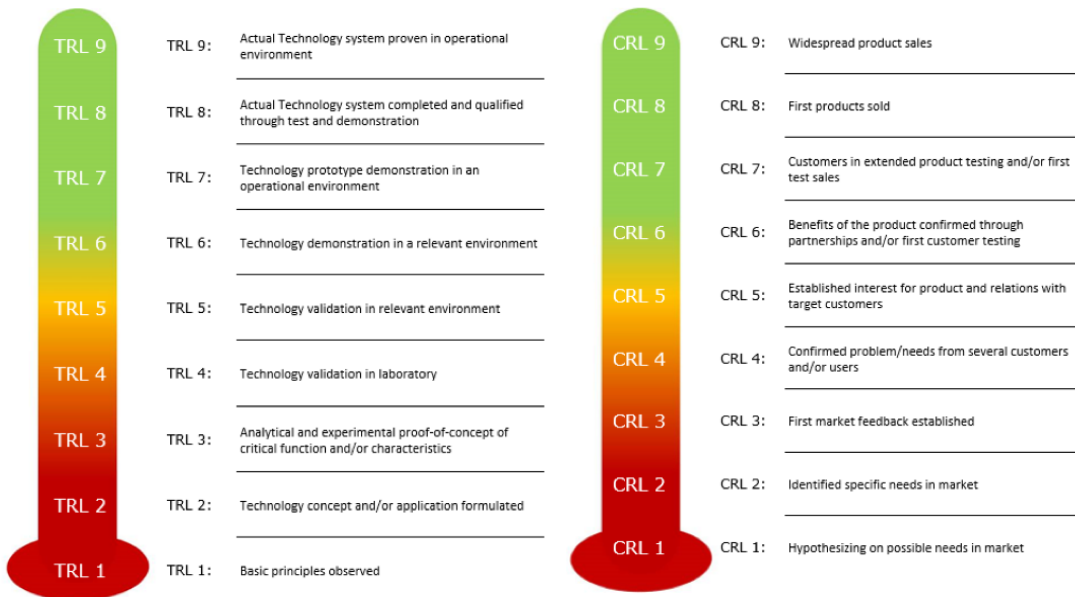 TRL 9
TRL 9:
Actual Technology system proven in operational
environment
TRL 8
TRL 8:
Actual Technology system completed and qualified
through test and demonstration
TRL 7
TRL 7:
Technology prototype demonstration in an
operational environment
TRL 6
TRL 6:
Technology demonstration in a relevant environment
TRL 5
TRL 5:
Technology validation in relevant environment
TRL 4
TRL 4:
Technology validation in laboratory
TRL 3
TRL 3:
Analytical and experimental proof-of-concept of
critical function and/or characteristics
TRL 2
TRL 2:
Technology concept and/or application formulated
TRL 1
TRL 1:
Basic principles observed
CRL 9
CRL 9:
Widespread product sales
CRL 8
CRL 8:
First products sold
CRL 7
CRL 7:
Customers in extended product testing and/or first
test sales
CRL 6
CRL 6:
Benefits of the product confirmed through
partnerships and/or first customer testing
CRL 5
CRL 5:
Established interest for product and relations with
target customers
CRL 4
CRL 4:
Confirmed problem/needs from several customers
and/or users
CRL 3
CRL 3:
First market feedback established
CRL 2
CRL 2:
Identified specific needs in market
CRL 1
CRL 1:
Hypothesizing on possible needs in market